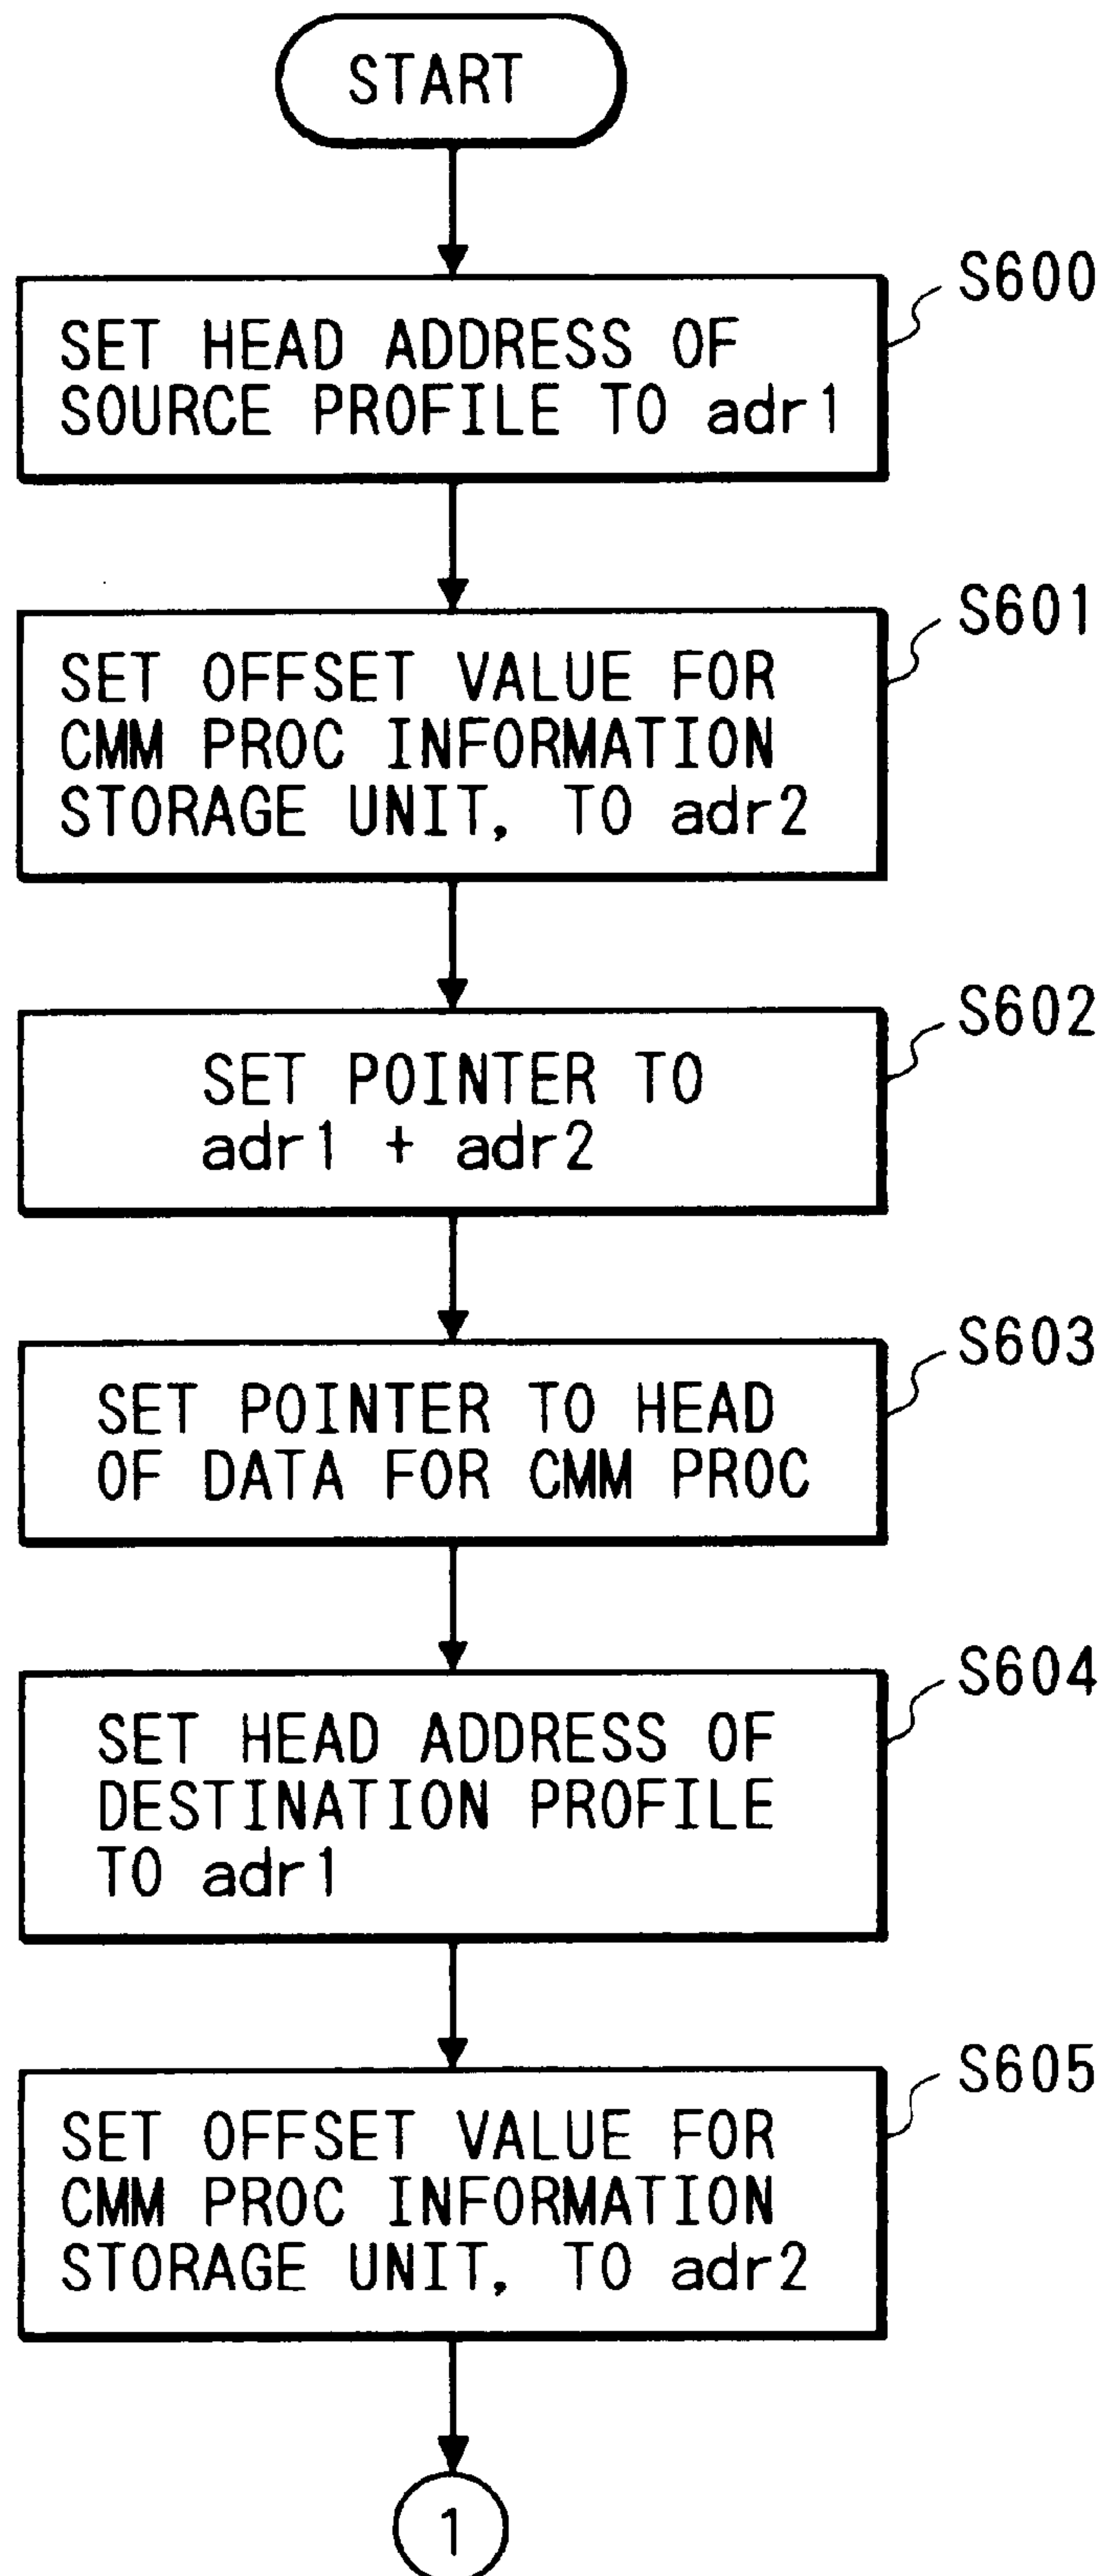 START
S600
SET HEAD ADDRESS OF
SOURCE PROFILE TO adr1
S601
SET OFFSET VALUE FOR
CMM PROC INFORMATION
STORAGE UNIT, TO adr2
S602
SET POINTER TO
adr1 + adr2
S603
SET POINTER TO HEAD
OF DATA FOR CMM PROC
S604
SET HEAD ADDRESS OF
DESTINATION PROFILE
TO adr1
S605
SET OFFSET VALUE FOR
CMM PROC INFORMATION
STORAGE UNIT, TO adr2
1